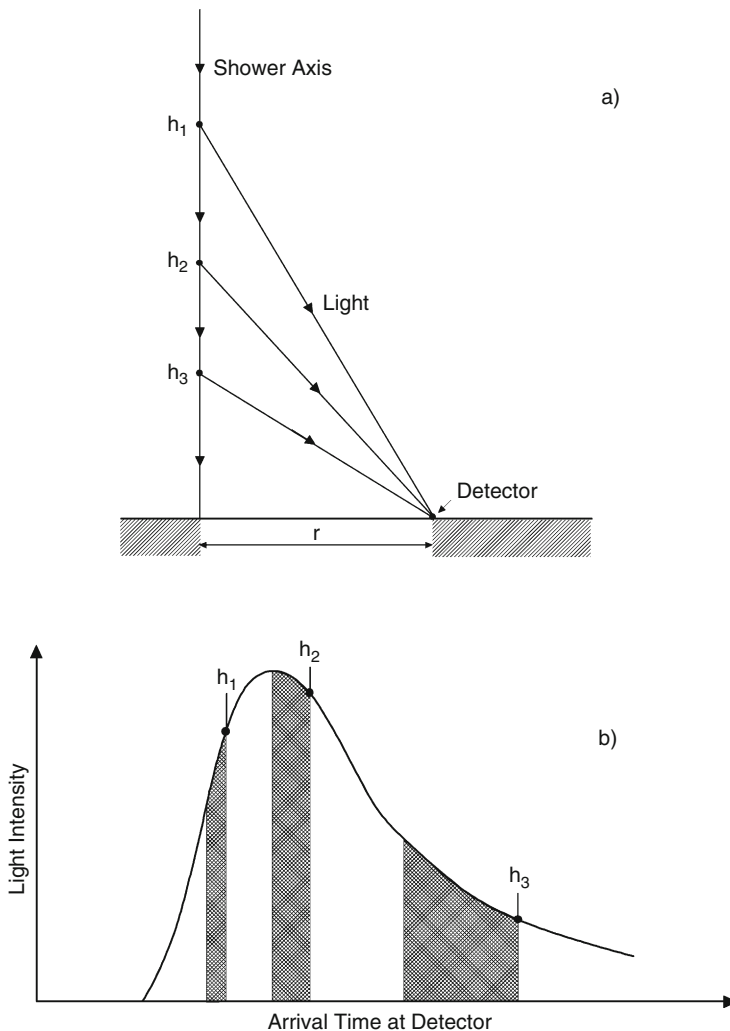 Shower Axis
a)
h1
h2
Light
h3
Detector
r
h2
h1
b)
Light Intensity
h3
Arrival Time at Detector